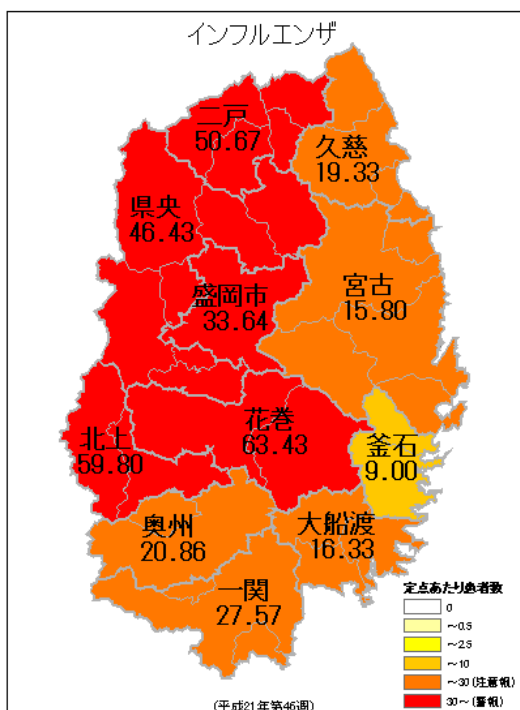 インフルエンザ
二戸
50.67
久慈
19.33
県央
46.43
盛岡市
33.64
宮古
15.80
花巻
63.43
北上
59.80
釜石
9.00
奥州
20.86
大船渡
16.33
一関
27.57
定点あたり患者数
0
～0.5
～2.5
～10
～30(注意報)
30～(警報)
(平成21年第46週)